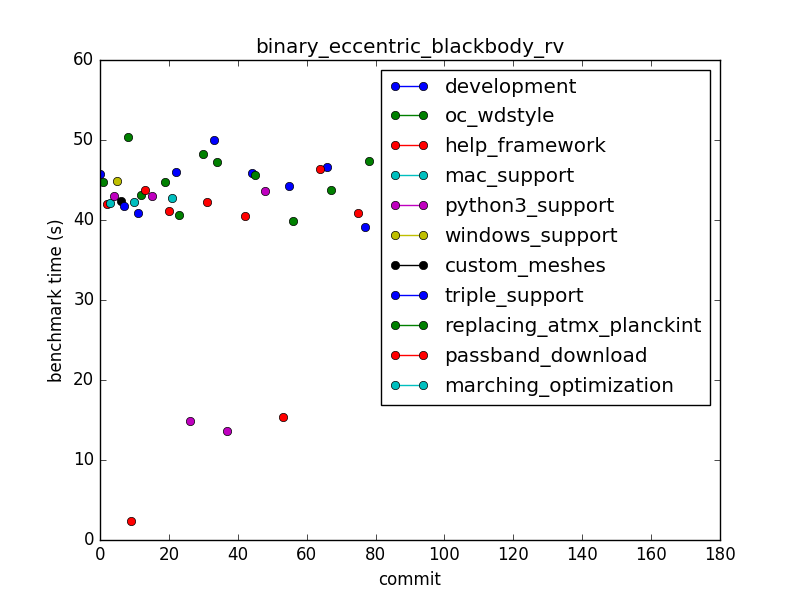 binary_eccentric_blackbody_rv
60
50
40
30
20
10
0
benchmark time (s)
development
oc_wdstyle
help_framework
mac_support
python3_support
windows_support
custom_meshes
triple_support
replacing_atmx_planckint
passband_download
marching_optimization
0 20 40 60 80 100 120 140 160 180
commit